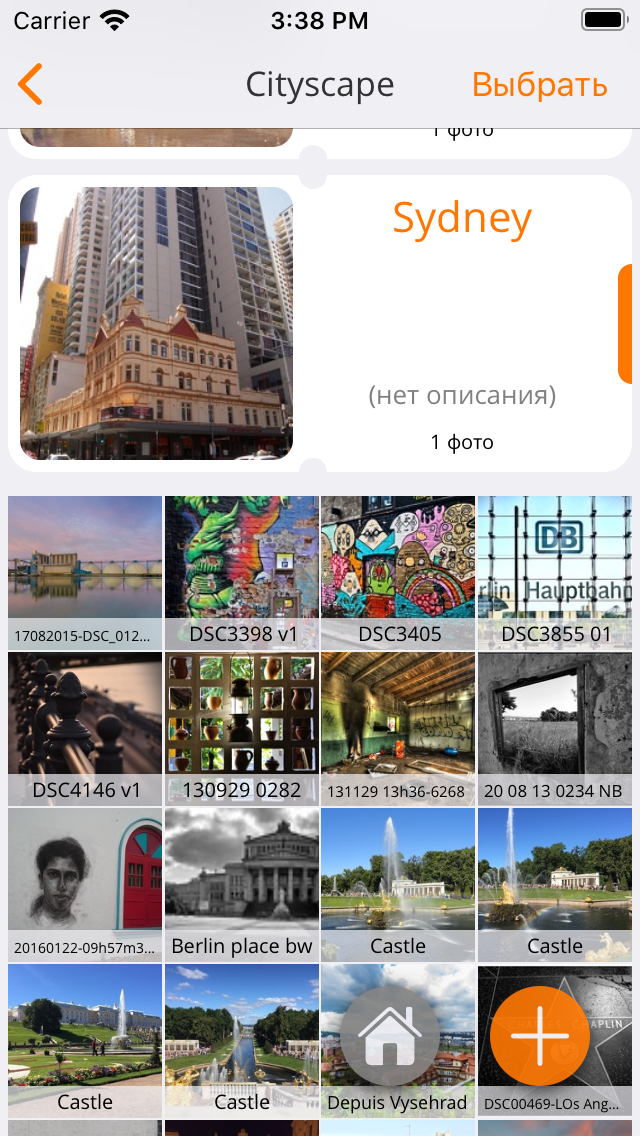 Carrier 3:38 PM
Cityscape Выбрать
1 фото
Sydney
(нет описания)
1 фото
DB
rlin Hauptbahn
17082015-DSC_012...
DSC3398 v1
DSC3405
DSC3855 01
DSC4146 v1
130929 0282
131129 13h36-6268
20 08 13 0234 NB
20160122-09h57m3...
Berlin place bw
Castle
Castle
CHAPLIN
Castle
Castle
Depuis Vysehrad
DSC00469-LOs Ang...